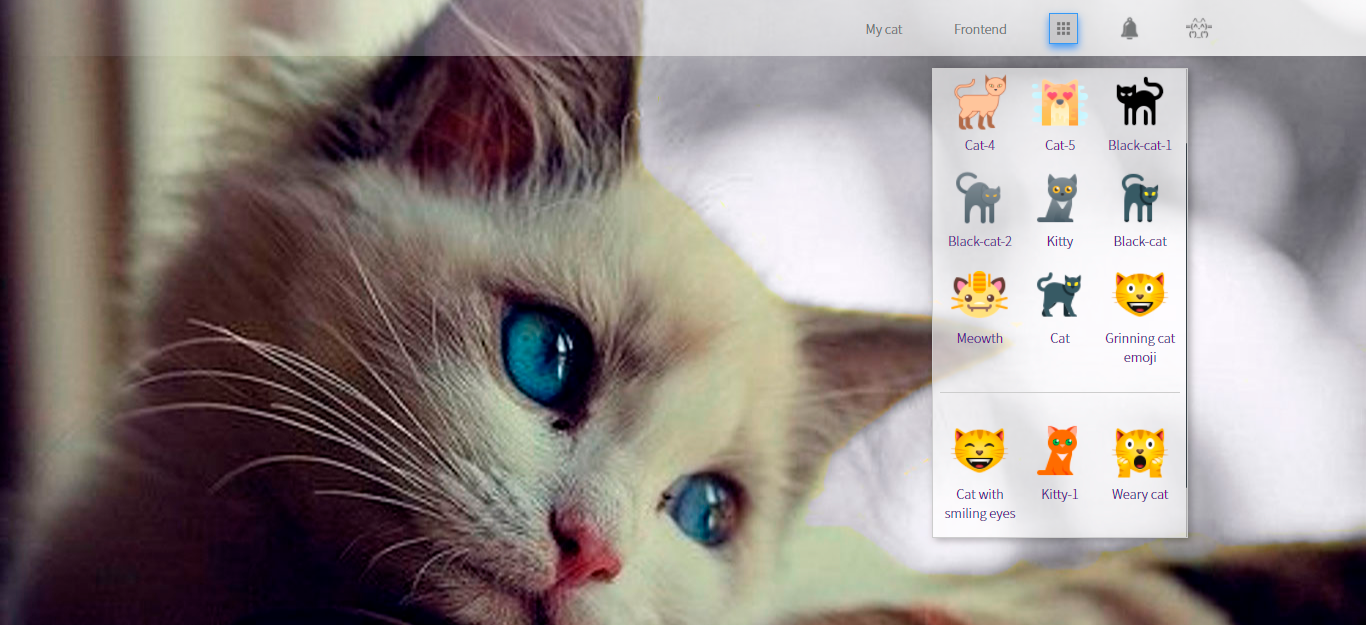 My cat Frontend
Cat-4 Cat-5 Black-cat-1
Black-cat-2 Kitty Black-cat
Meowth Cat Grinning cat
emoji
Cat with Kitty-1 Weary cat
smiling eyes